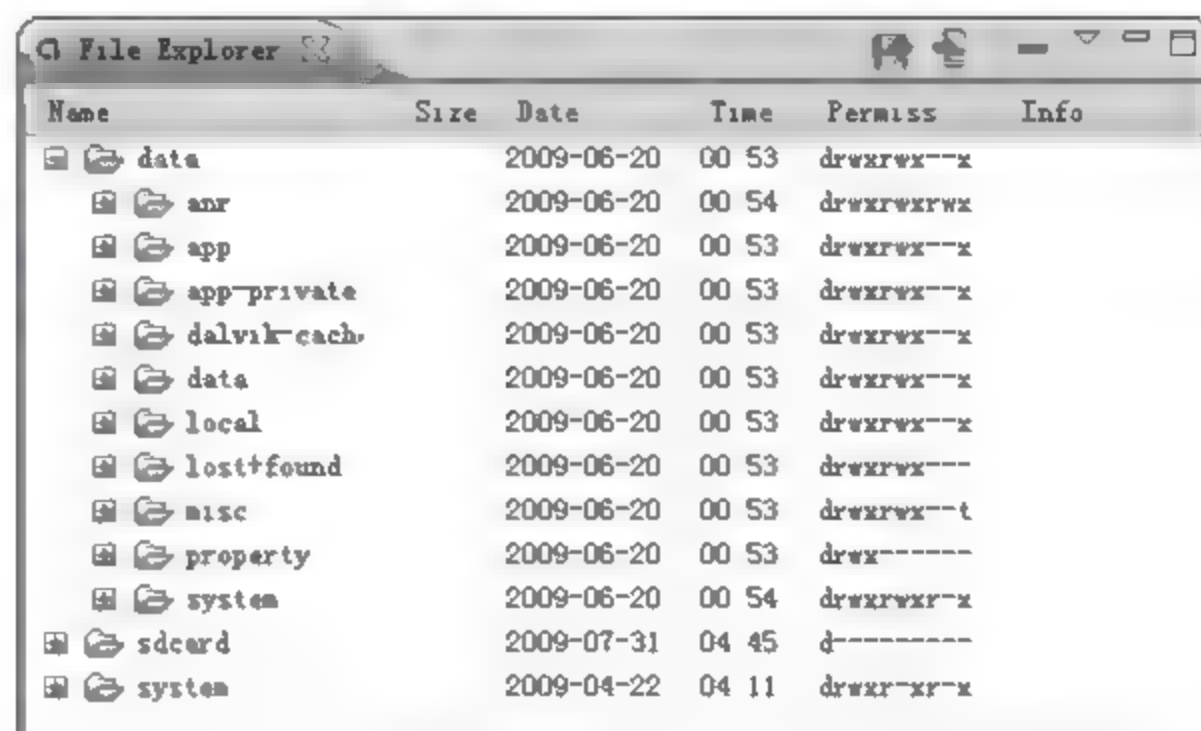 File Explorer
Name Size Date Time Permiss Info
data 2009-06-20 00 53 drwxrwx--x
anr 2009-06-20 00 54 drwxrwxrwx
app 2009-06-20 00 53 drwxrwx--x
app-private 2009-06-20 00 53 drwxrwx--x
dalvik-cach 2009-06-20 00 53 drwxrwx--x
data 2009-06-20 00 53 drwxrwx--x
local 2009-06-20 00 53 drwxrwx--x
lost+found 2009-06-20 00 53 drwxrwx---
misc 2009-06-20 00 53 drwxrwx--t
property 2009-06-20 00 53 drwx------
system 2009-06-20 00 54 drwxrwxr-x
sdcard 2009-07-31 04 45 d---------
system 2009-04-22 04 11 drwxr-xr-x